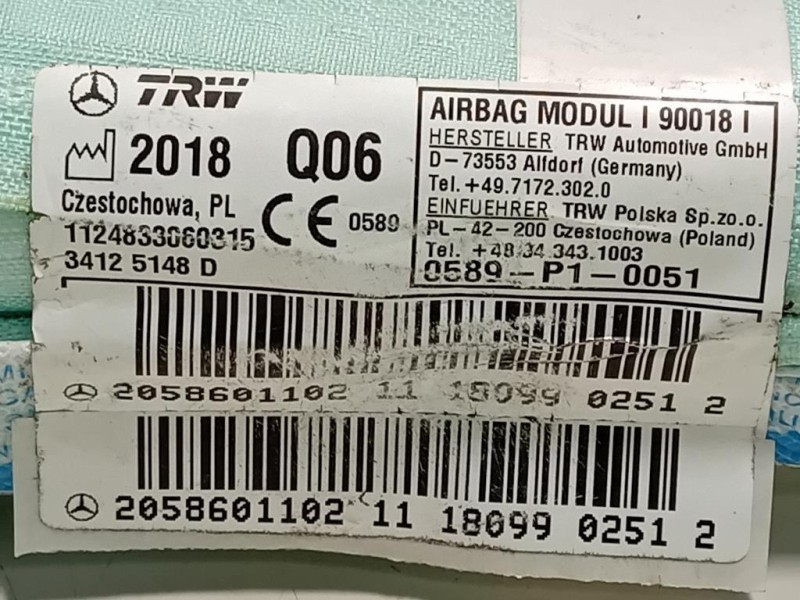 TRW
2018 Q06
Czestochowa, PL
CE 0589
1124833060315
3412 5148 D
AIRBAG MODUL I 90018 I
HERSTELLER TRW Automotive GmbH
D-73553 Alfdorf (Germany)
Tel.+49.7172.302.0
EINFUEHRER TRW Polska Sp.zo.o.
PL-42-200 Czestochowa (Poland)
Tel. +48.34.343.1003
0589-P1-0051
2058601102 11 18099 0251 2
2058601102 11 18099 0251 2